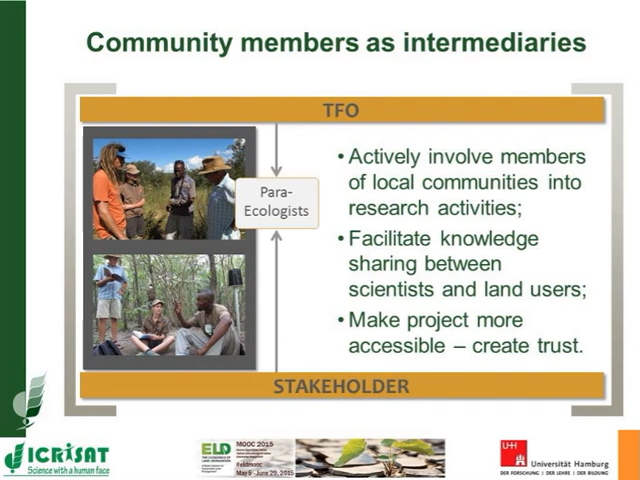 Community members as intermediaries
TFO
Para-
Ecologists
• Actively involve members
of local communities into
research activities;
• Facilitate knowledge
sharing between
scientists and land users;
• Make project more
accessible – create trust.
STAKEHOLDER
ICRISAT
Science with a human face
ELD
THE ECONOMICS OF
LAND DEGRADATION
MOOC 2015
Feldmooc
May 5 - June 29, 2015
UHH
Universität Hamburg
DER FORSCHUNG | DER LEHRE | DER BILDUNG